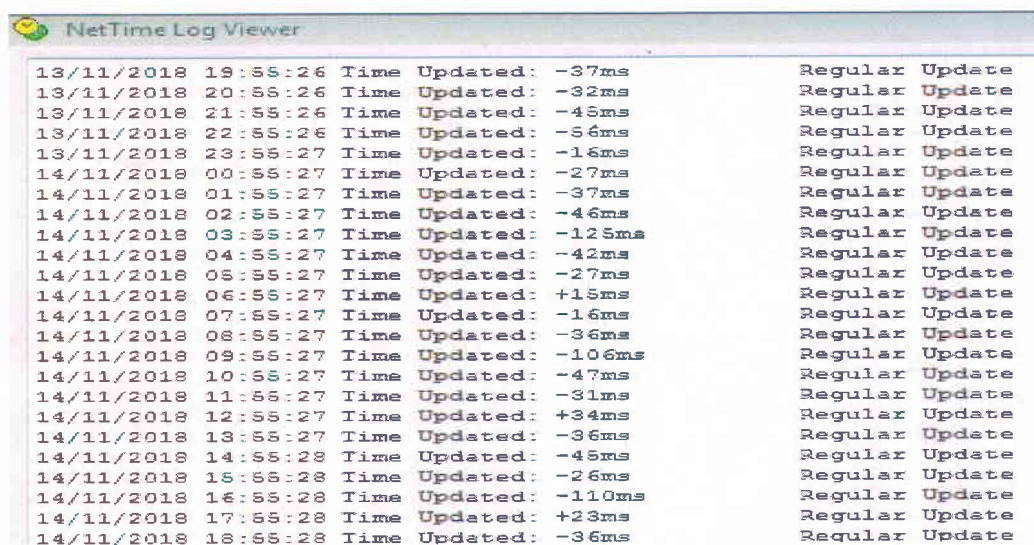 NetTime Log Viewer
13/11/2018 19:55:26 Time Updated: -37ms Regular Update
13/11/2018 20:55:26 Time Updated: -32ms Regular Update
13/11/2018 21:55:26 Time Updated: -45ms Regular Update
13/11/2018 22:55:26 Time Updated: -56ms Regular Update
13/11/2018 23:55:27 Time Updated: -16ms Regular Update
14/11/2018 00:55:27 Time Updated: -27ms Regular Update
14/11/2018 01:55:27 Time Updated: -37ms Regular Update
14/11/2018 02:55:27 Time Updated: -46ms Regular Update
14/11/2018 03:55:27 Time Updated: -125ms Regular Update
14/11/2018 04:55:27 Time Updated: -42ms Regular Update
14/11/2018 05:55:27 Time Updated: -27ms Regular Update
14/11/2018 06:55:27 Time Updated: +15ms Regular Update
14/11/2018 07:55:27 Time Updated: -16ms Regular Update
14/11/2018 08:55:27 Time Updated: -36ms Regular Update
14/11/2018 09:55:27 Time Updated: -106ms Regular Update
14/11/2018 10:55:27 Time Updated: -47ms Regular Update
14/11/2018 11:55:27 Time Updated: -31ms Regular Update
14/11/2018 12:55:27 Time Updated: +34ms Regular Update
14/11/2018 13:55:27 Time Updated: -36ms Regular Update
14/11/2018 14:55:28 Time Updated: -45ms Regular Update
14/11/2018 15:55:28 Time Updated: -26ms Regular Update
14/11/2018 16:55:28 Time Updated: -110ms Regular Update
14/11/2018 17:55:28 Time Updated: +23ms Regular Update
14/11/2018 18:55:28 Time Updated: -36ms Regular Update